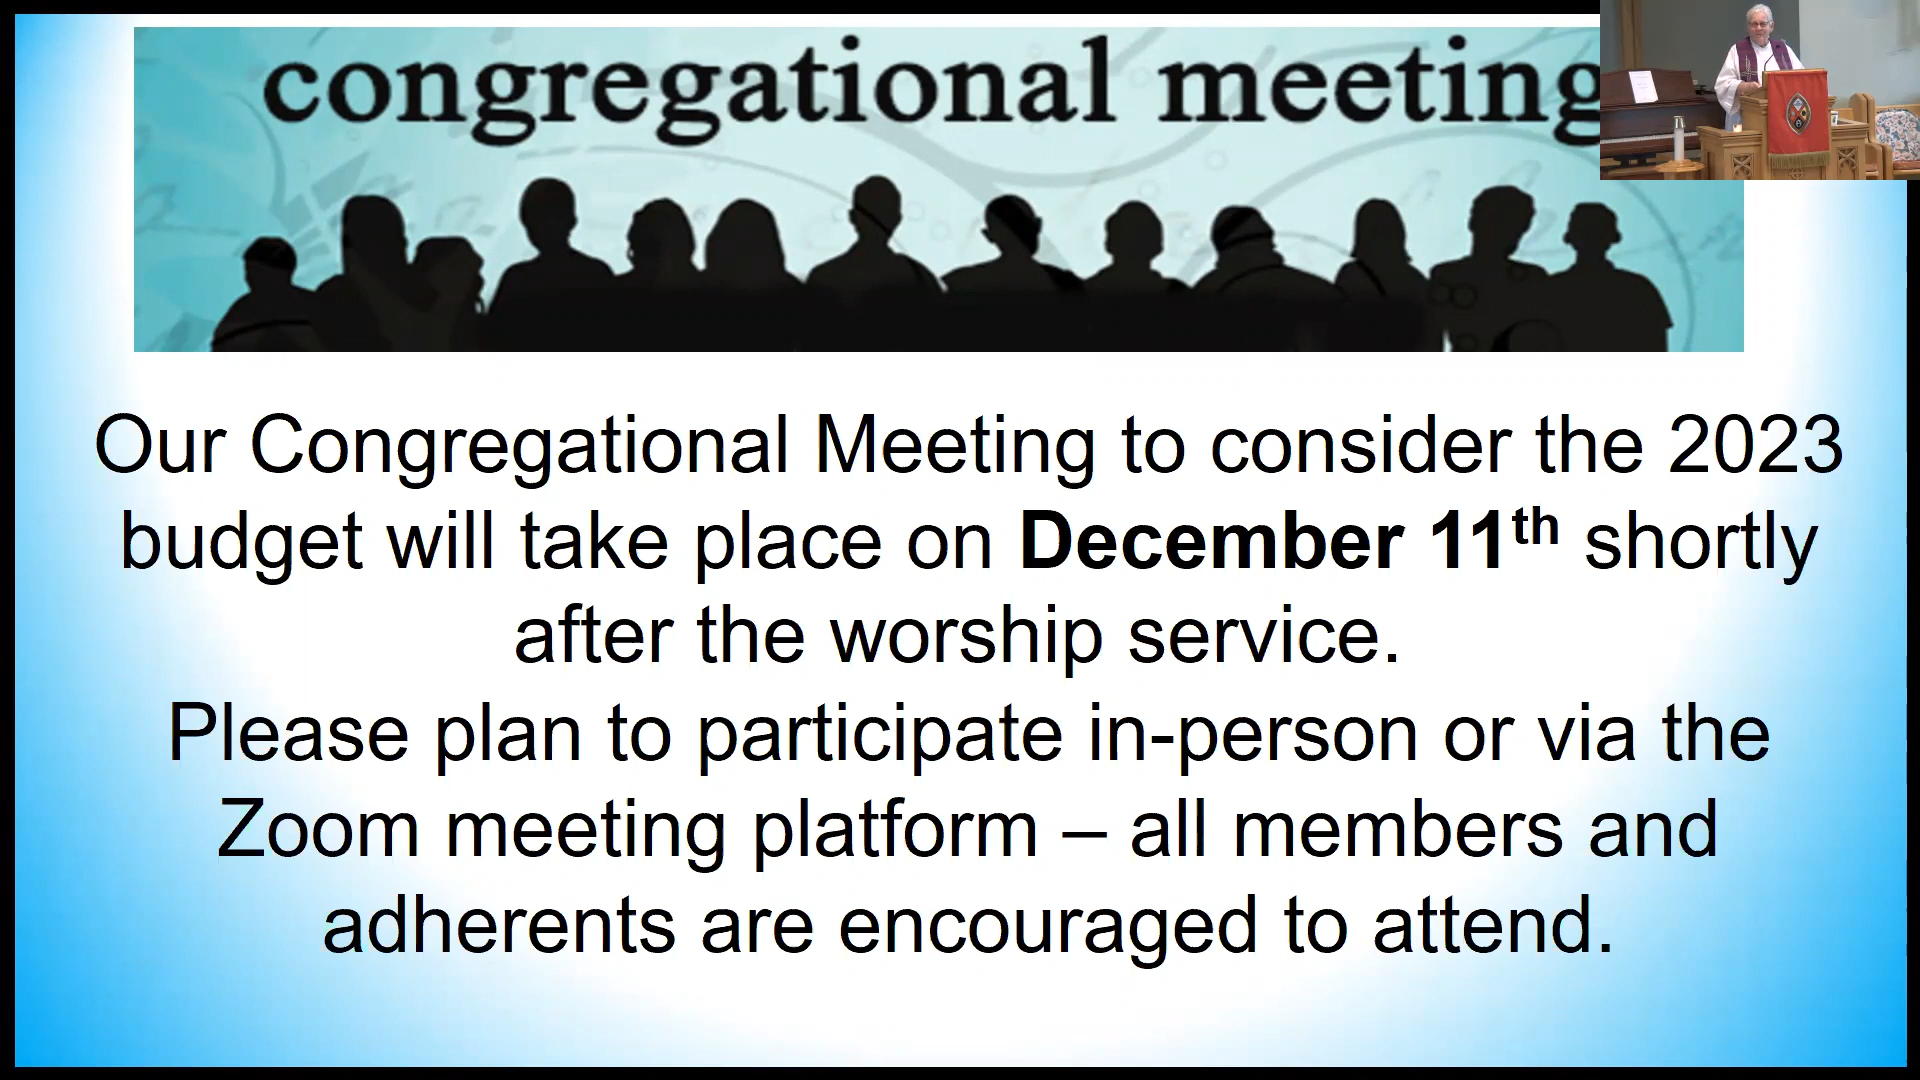 congregational meeting
Our Congregational Meeting to consider the 2023
budget will take place on December 11th shortly
after the worship service.
Please plan to participate in-person or via the
Zoom meeting platform – all members and
adherents are encouraged to attend.